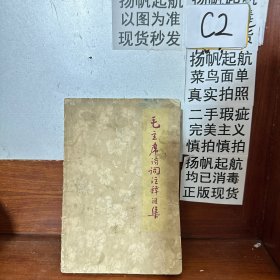 扬帆起航
以图为准
现货秒发
C2
扬帆起航
菜鸟面单
真实拍照
二手瑕疵
完美主义
慎拍慎拍
扬帆起航
均已消毒
正版现货
毛主席诗词注释汇集